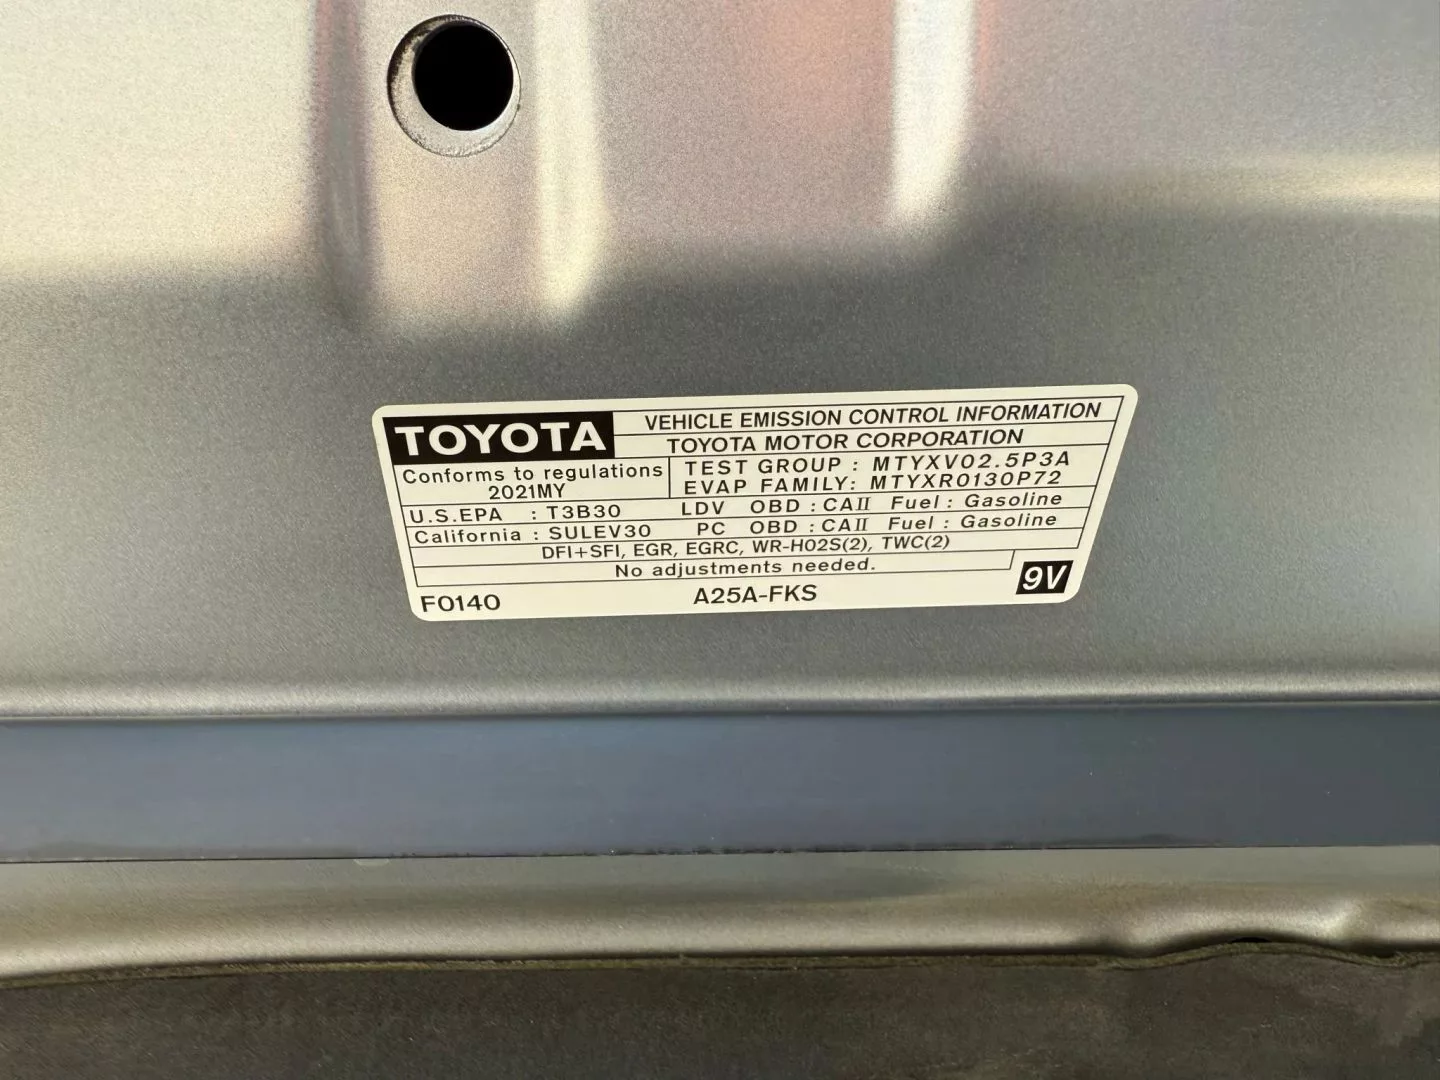 TOYOTA
VEHICLE EMISSION CONTROL INFORMATION
TOYOTA MOTOR CORPORATION
Conforms to regulations
2021MY
TEST GROUP : MTYXV02.5P3A
EVAP FAMILY: MTYXR0130P72
U.S.EPA : T3B30 LDV OBD : CAII Fuel : Gasoline
California : SULEV30 PC OBD : CAII Fuel : Gasoline
DFI+SFI, EGR, EGRC, WR-HO2S(2), TWC(2)
No adjustments needed.
F0140 A25A-FKS 9V